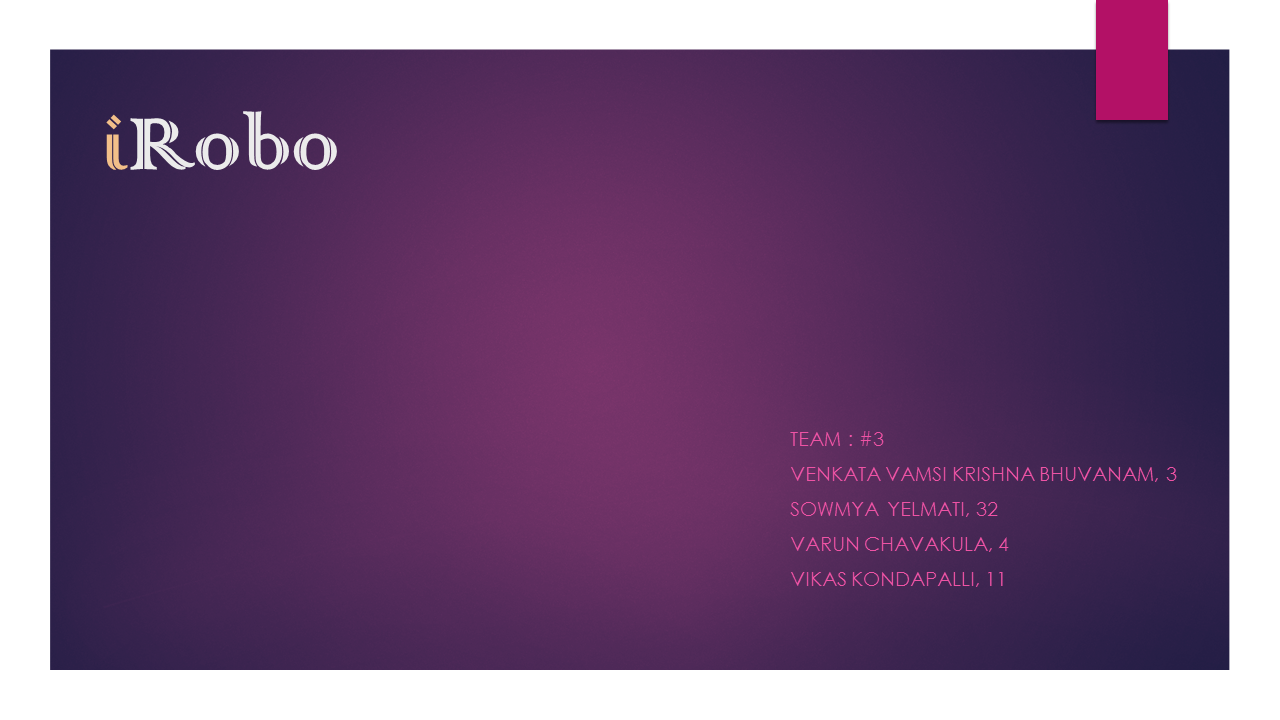 iRobo
TEAM : #3
VENKATA VAMSI KRISHNA BHUVANAM, 3
SOWMYA YELMATI, 32
VARUN CHAVAKULA, 4
VIKAS KONDAPALLI, 11